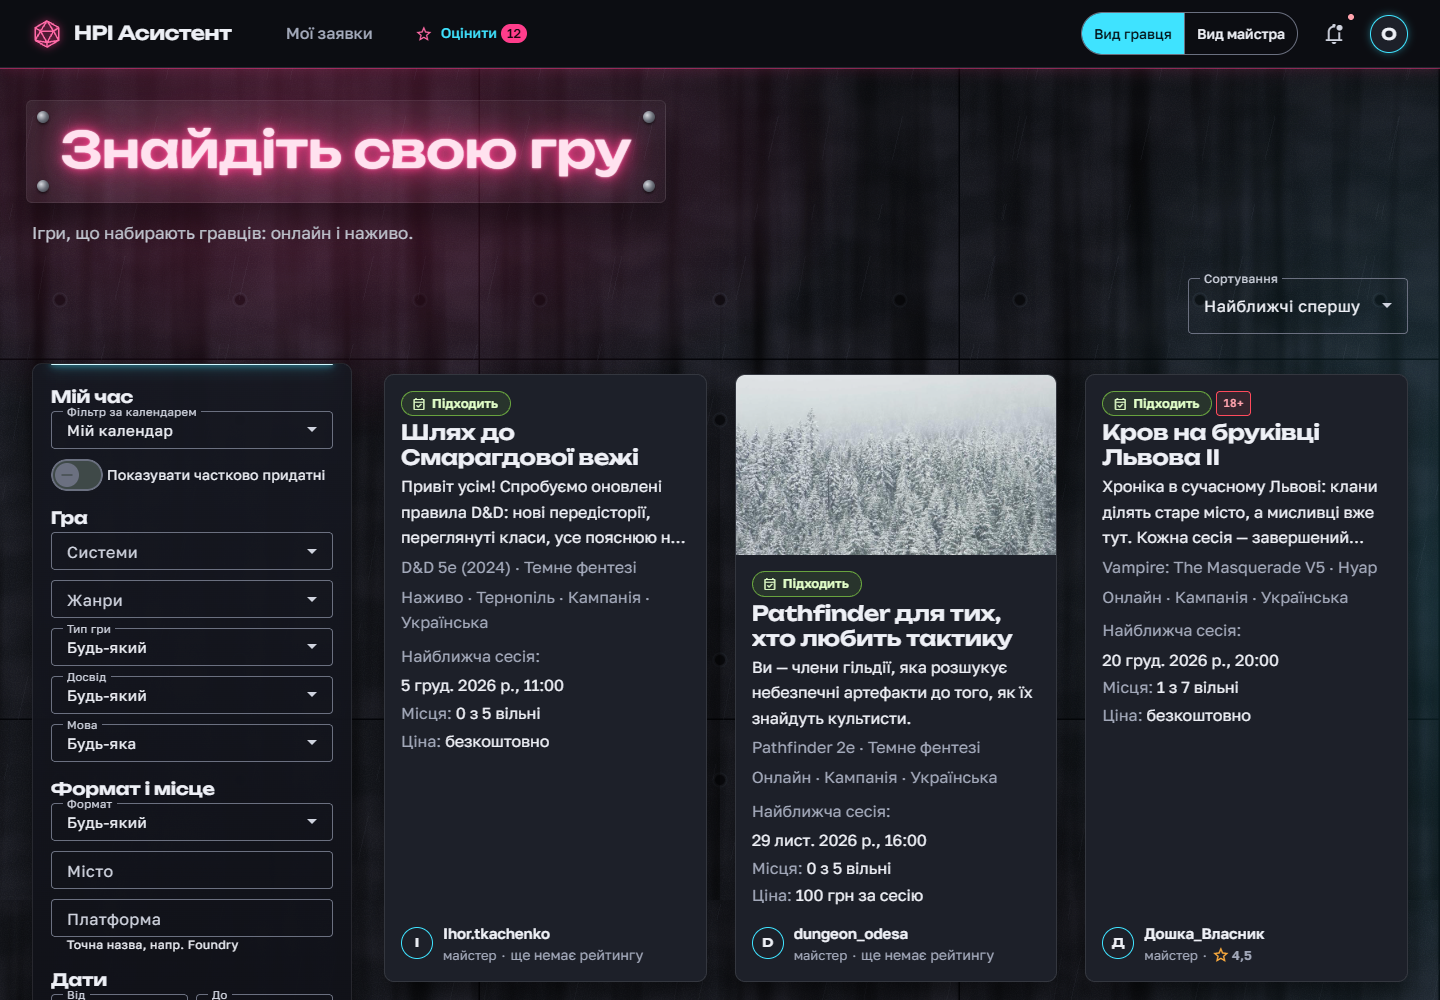 НРІ Асистент
Мої заявки
Оцінити 12
Вид гравця
Вид майстра
О
Знайдіть свою гру
Ігри, що набирають гравців: онлайн і наживо.
Сортування
Найближчі спершу
Мій час
Фільтр за календарем
Мій календар
Показувати частково придатні
Гра
Системи
Жанри
Тип гри
Будь-який
Досвід
Будь-який
Мова
Будь-яка
Формат і місце
Формат
Будь-який
Місто
Платформа
Точна назва, напр. Foundry
Дати
Від
До
Підходить
Шлях до
Смарагдової вежі
Привіт усім! Спробуємо оновлені
правила D&D: нові передісторії,
переглянуті класи, усе пояснюю н...
D&D 5e (2024) · Темне фентезі
Наживо · Тернопіль · Кампанія ·
Українська
Найближча сесія:
5 груд. 2026 р., 11:00
Місця: 0 з 5 вільні
Ціна: безкоштовно
I
Ihor.tkachenko
майстер · ще немає рейтингу
Підходить
Pathfinder для тих,
хто любить тактику
Ви — члени гільдії, яка розшукує
небезпечні артефакти до того, як їх
знайдуть культисти.
Pathfinder 2e · Темне фентезі
Онлайн · Кампанія · Українська
Найближча сесія:
29 лист. 2026 р., 16:00
Місця: 0 з 5 вільні
Ціна: 100 грн за сесію
D
dungeon_odesa
майстер · ще немає рейтингу
Підходить
18+
Кров на бруківці
Львова II
Хроніка в сучасному Львові: клани
ділять старе місто, а мисливці вже
тут. Кожна сесія — завершений...
Vampire: The Masquerade V5 · Нуар
Онлайн · Кампанія · Українська
Найближча сесія:
20 груд. 2026 р., 20:00
Місця: 1 з 7 вільні
Ціна: безкоштовно
Д
Дошка_Власник
майстер · 4,5